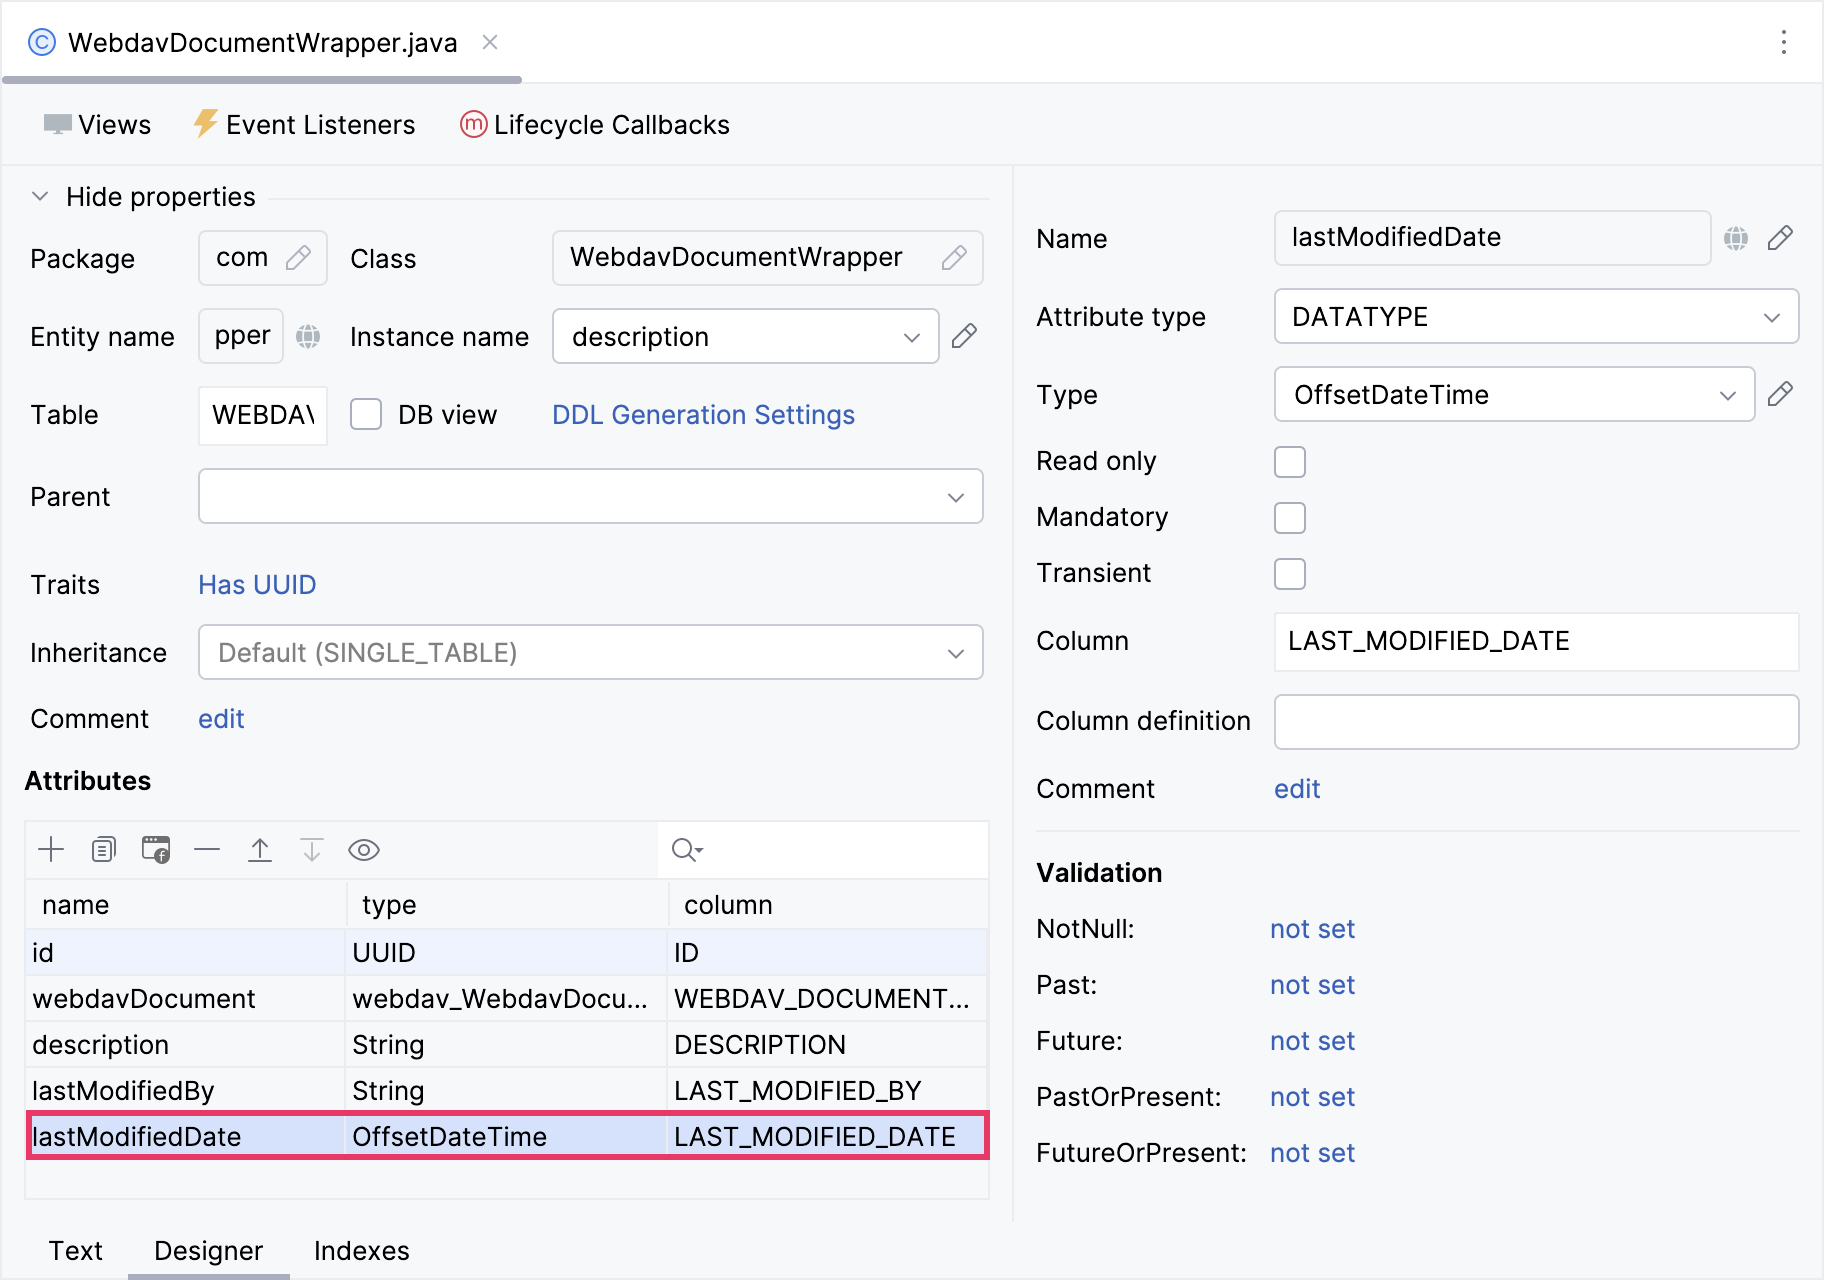 WebdavDocumentWrapper.java
Views Event Listeners Lifecycle Callbacks
Hide properties
Package com Class WebdavDocumentWrapper
Entity name pper Instance name description
Table WEBDAV DB view DDL Generation Settings
Parent
Traits Has UUID
Inheritance Default (SINGLE_TABLE)
Comment edit
Attributes
name type column
id UUID ID
webdavDocument webdav_WebdavDocu... WEBDAV_DOCUMENT...
description String DESCRIPTION
lastModifiedBy String LAST_MODIFIED_BY
lastModifiedDate OffsetDateTime LAST_MODIFIED_DATE
Name lastModifiedDate
Attribute type DATATYPE
Type OffsetDateTime
Read only
Mandatory
Transient
Column LAST_MODIFIED_DATE
Column definition
Comment edit
Validation
NotNull: not set
Past: not set
Future: not set
PastOrPresent: not set
FutureOrPresent: not set
Text Designer Indexes